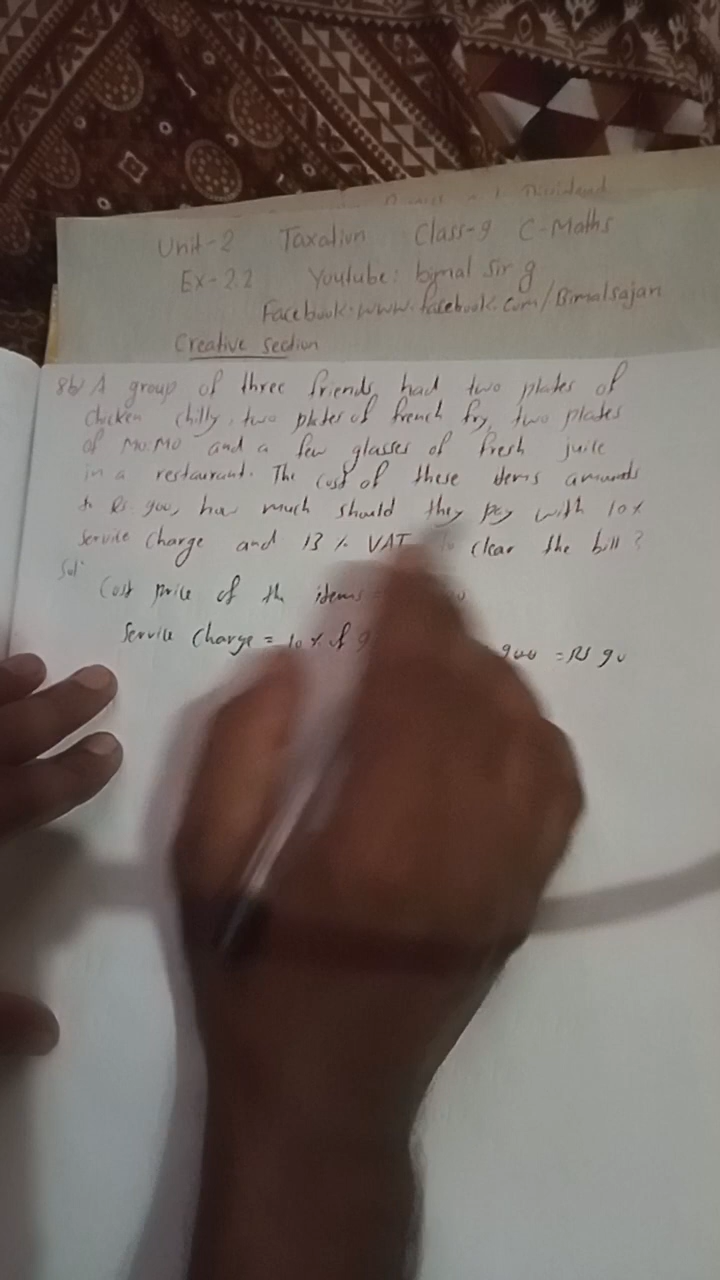 Dividend
Unit-2 Taxation Class-9 C-Maths
Ex-2.2 Youtube: bimal sir g
Facebook:www.facebook.com/Bimalsajan
Creative section
8b) A group of three friends had two plates of
chicken chilly, two plates of french fry, two plates
of Mo:Mo and a few glasses of fresh juice
in a restaurant. The cost of these items amounts
to Rs 900, how much should they pay with 10%
service charge and 13% VAT to clear the bill?
Sol:
Cost price of the items =
Service Charge = 10% of 9 900 = Rs 90